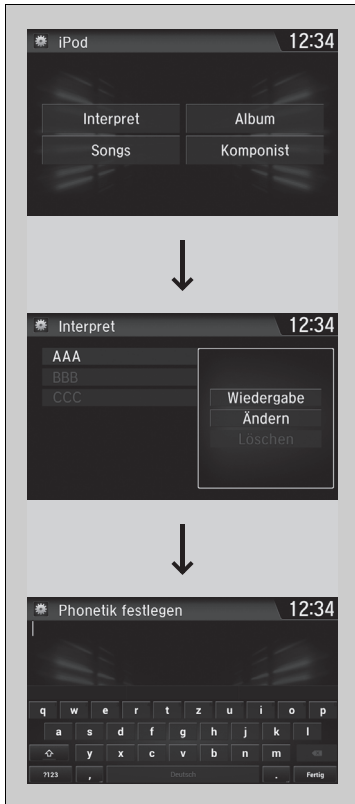 iPod 12:34
Interpret Album
Songs Komponist
Interpret 12:34
AAA
BBB
CCC
Wiedergabe
Ändern
Löschen
Phonetik festlegen 12:34
q w e r t z u i o p
a s d f g h j k l
y x c v b n m
?123 , Deutsch . Fertig